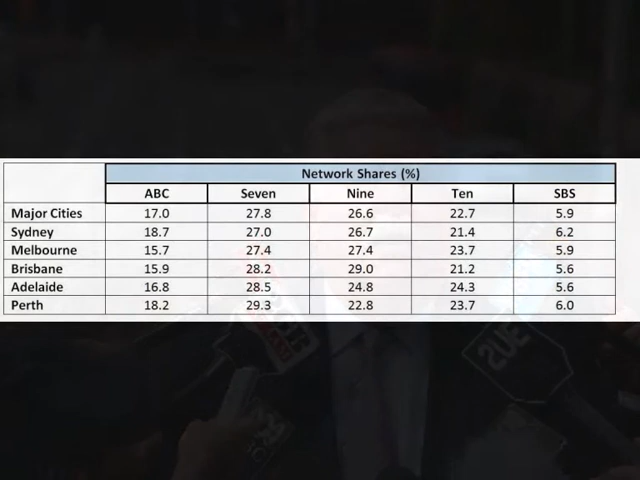 Network Shares (%)
ABC Seven Nine Ten SBS
Major Cities 17.0 27.8 26.6 22.7 5.9
Sydney 18.7 27.0 26.7 21.4 6.2
Melbourne 15.7 27.4 27.4 23.7 5.9
Brisbane 15.9 28.2 29.0 21.2 5.6
Adelaide 16.8 28.5 24.8 24.3 5.6
Perth 18.2 29.3 22.8 23.7 6.0
2UE